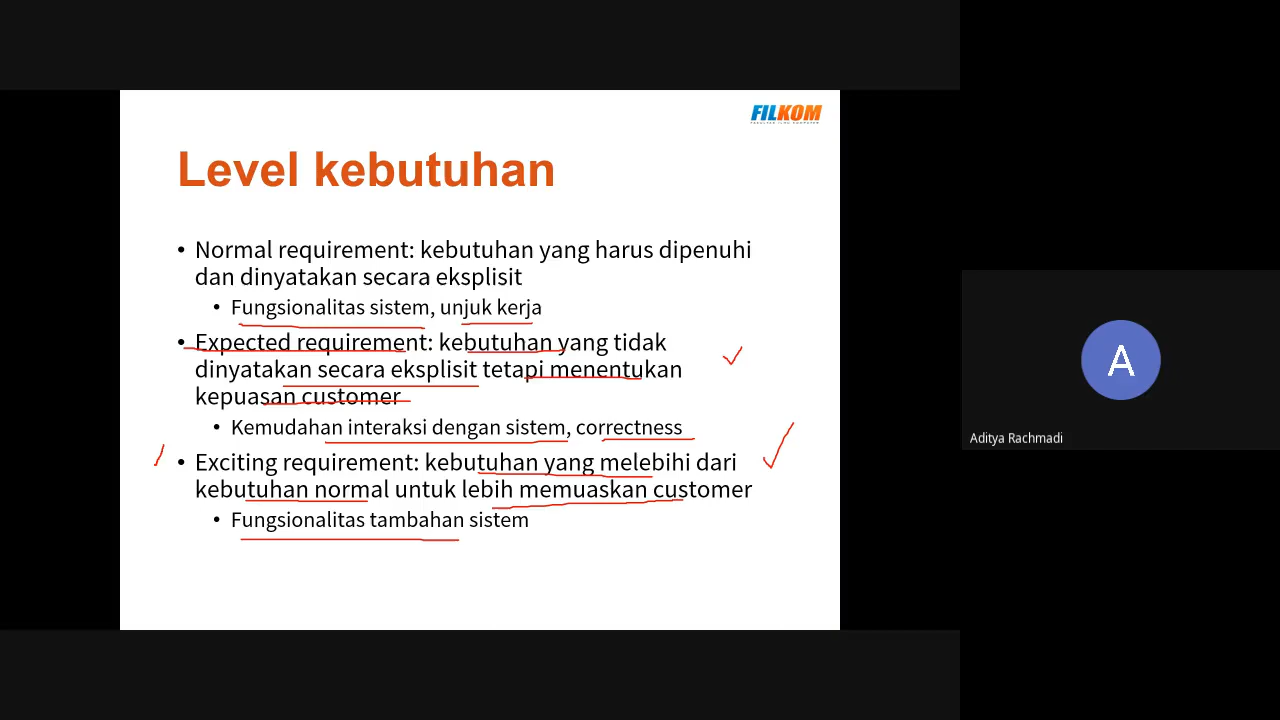 FILKOM
Level kebutuhan
• Normal requirement: kebutuhan yang harus dipenuhi
dan dinyatakan secara eksplisit
• Fungsionalitas sistem, unjuk kerja
• Expected requirement: kebutuhan yang tidak
dinyatakan secara eksplisit tetapi menentukan
kepuasan customer
• Kemudahan interaksi dengan sistem, correctness
• Exciting requirement: kebutuhan yang melebihi dari
kebutuhan normal untuk lebih memuaskan customer
• Fungsionalitas tambahan sistem
A
Aditya Rachmadi